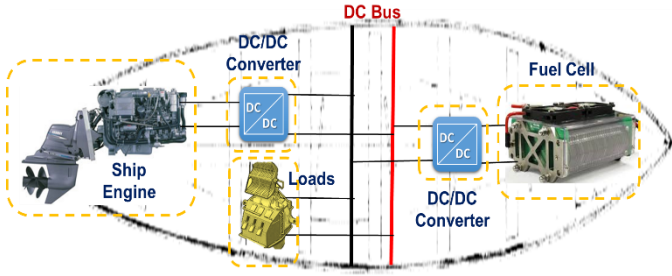 DC Bus
DC/DC
Converter
Fuel Cell
DC
DC
DC
DC
Ship
Engine
Loads
DC/DC
Converter